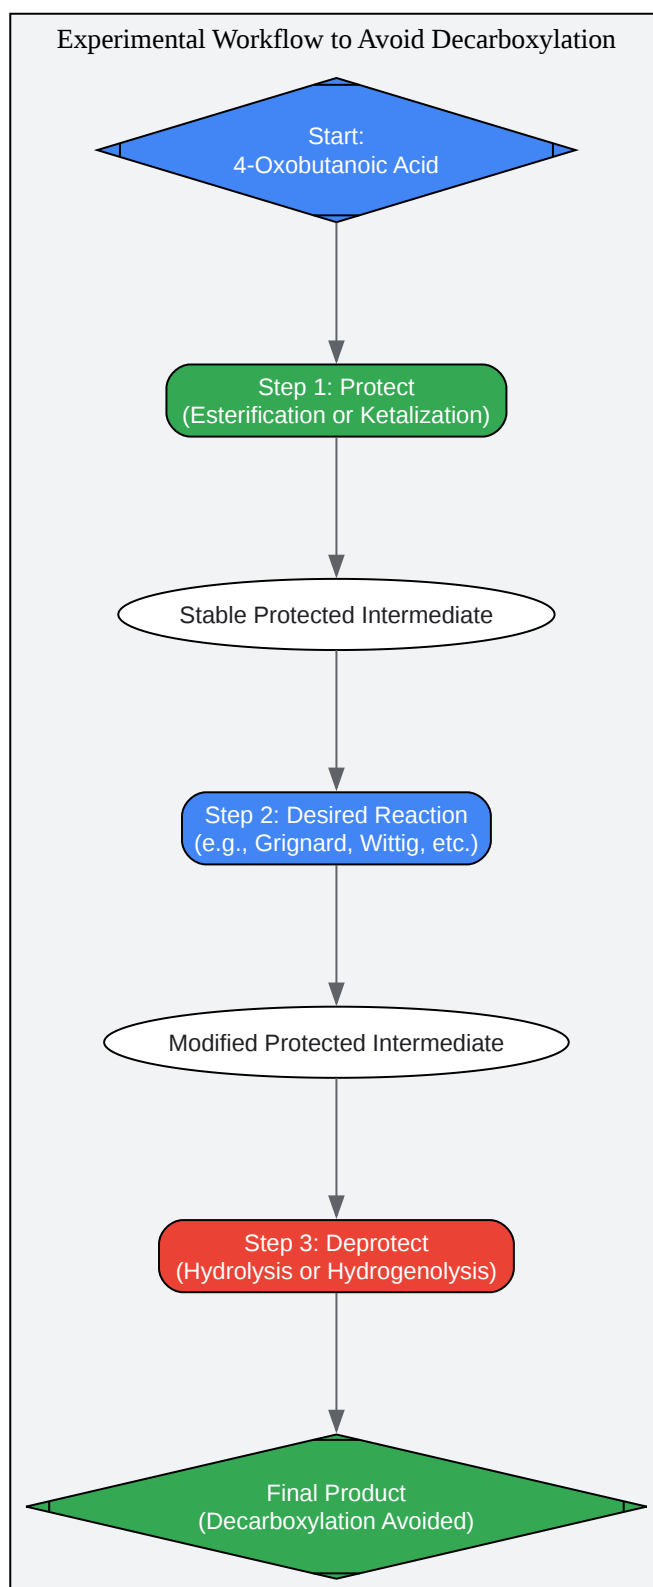 Experimental Workflow to Avoid Decarboxylation
Start:
4-Oxobutanoic Acid
Step 1: Protect
(Esterification or Ketalization)
Stable Protected Intermediate
Step 2: Desired Reaction
(e.g., Grignard, Wittig, etc.)
Modified Protected Intermediate
Step 3: Deprotect
(Hydrolysis or Hydrogenolysis)
Final Product
(Decarboxylation Avoided)